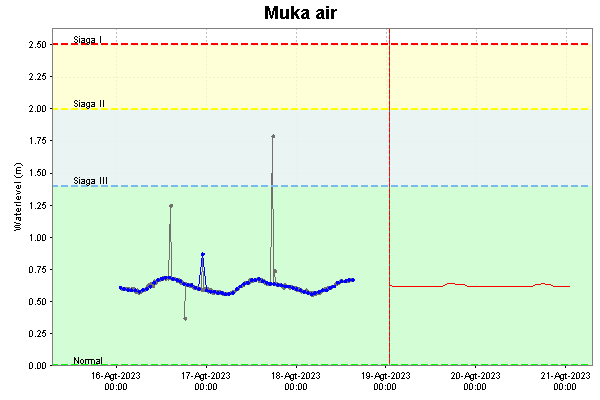 Muka air
Waterlevel (m)
2.50
2.25
2.00
1.75
1.50
1.25
1.00
0.75
0.50
0.25
0.00
Siaga I
Siaga II
Siaga III
Normal
16-Agt-2023
00:00
17-Agt-2023
00:00
18-Agt-2023
00:00
19-Agt-2023
00:00
20-Agt-2023
00:00
21-Agt-2023
00:00